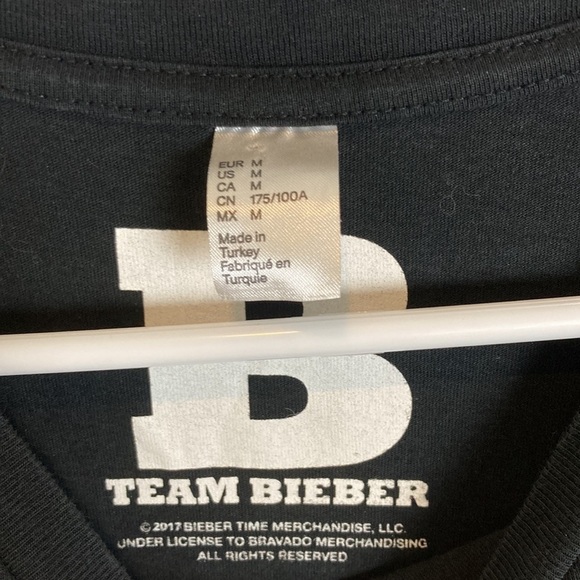 EUR M
US M
CA M
CN 175/100A
MX M
Made in
Turkey
Fabriqué en
Turquie
B
TEAM BIEBER
© 2017 BIEBER TIME MERCHANDISE, LLC.
UNDER LICENSE TO BRAVADO MERCHANDISING
ALL RIGHTS RESERVED